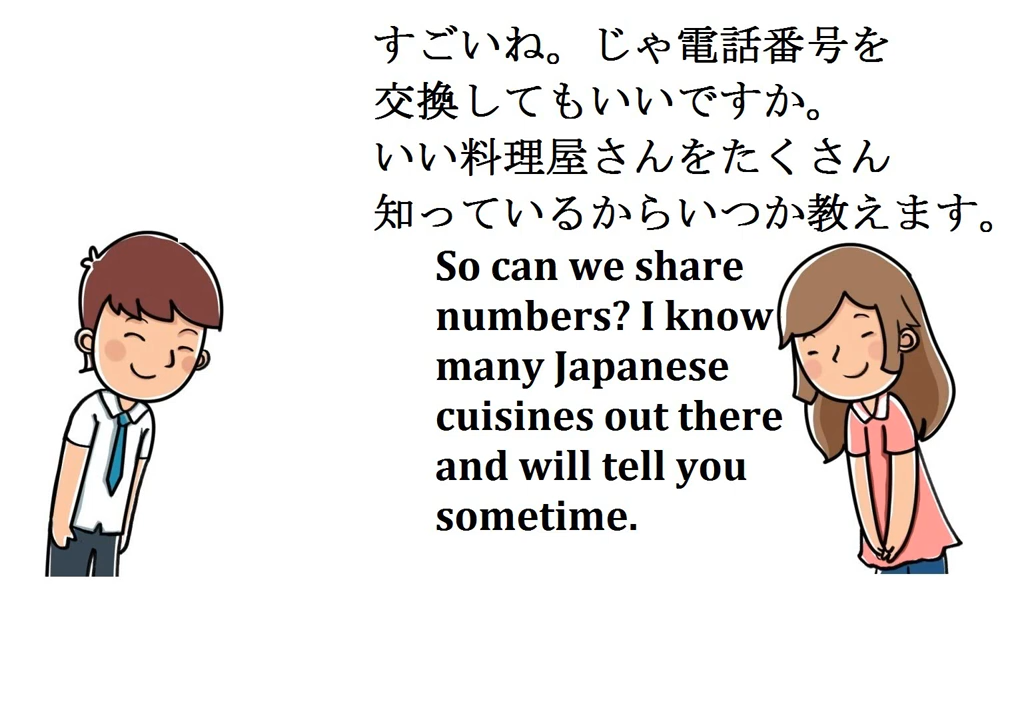 すごいね。じゃ電話番号を
交換してもいいですか。
いい料理屋さんをたくさん
知っているからいつか教えます。
So can we share
numbers? I know
many Japanese
cuisines out there
and will tell you
sometime.